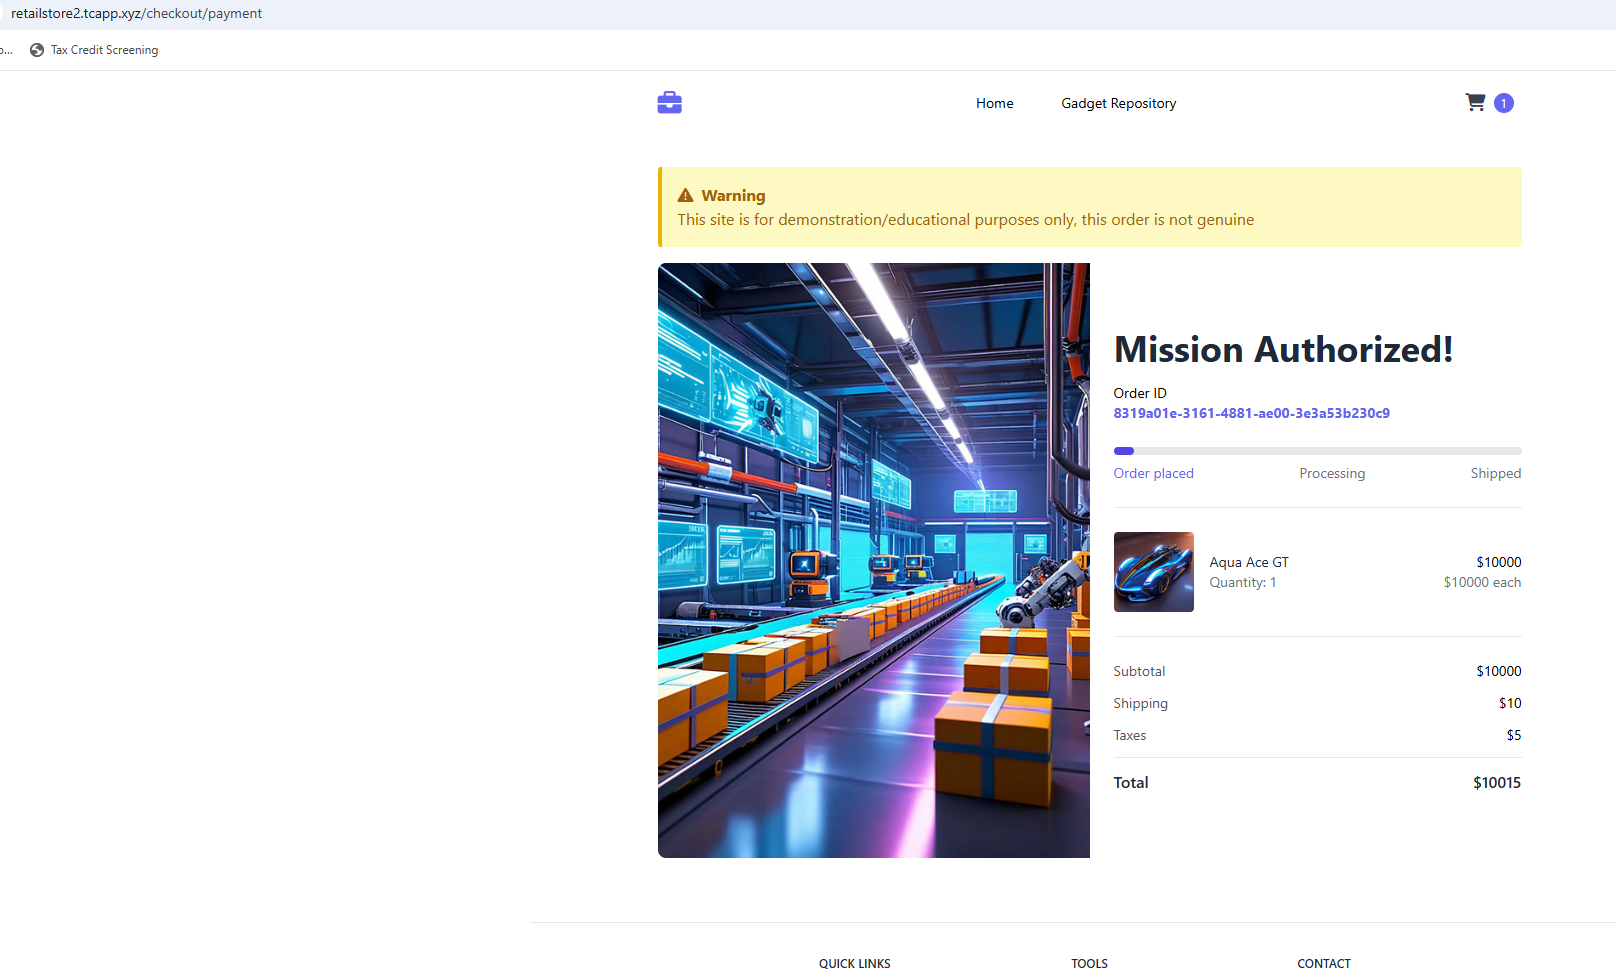 retailstore2.tcapp.xyz/checkout/payment
Tax Credit Screening
Home
Gadget Repository
1
Warning
This site is for demonstration/educational purposes only, this order is not genuine
Mission Authorized!
Order ID
8319a01e-3161-4881-ae00-3e3a53b230c9
Order placed
Processing
Shipped
Aqua Ace GT
$10000
Quantity: 1
$10000 each
Subtotal
$10000
Shipping
$10
Taxes
$5
Total
$10015
QUICK LINKS
TOOLS
CONTACT